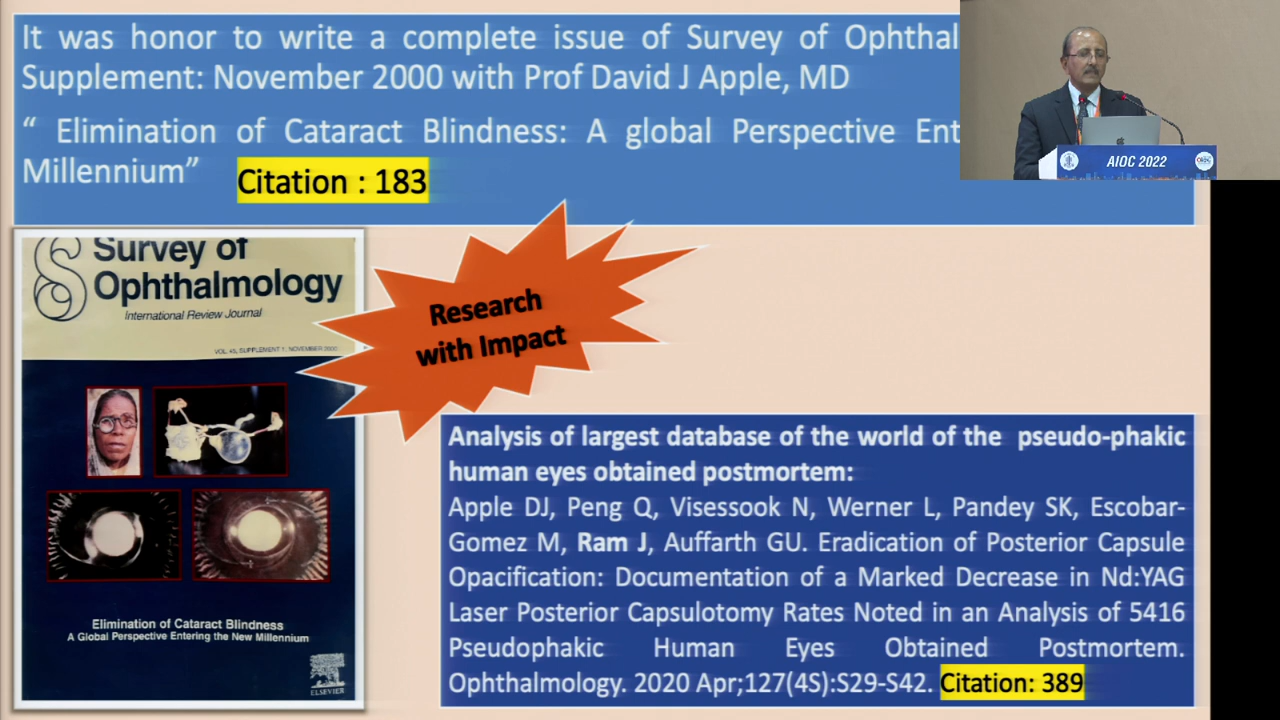 It was honor to write a complete issue of Survey of Ophthal
Supplement: November 2000 with Prof David J Apple, MD
“ Elimination of Cataract Blindness: A global Perspective Ent
Millennium”
Citation : 183
AIOC 2022
Survey of
Ophthalmology
International Review Journal
VOL. 45, SUPPLEMENT 1, NOVEMBER 2000
Research
with Impact
Elimination of Cataract Blindness
A Global Perspective Entering the New Millennium
ELSEVIER
Analysis of largest database of the world of the pseudo-phakic
human eyes obtained postmortem:
Apple DJ, Peng Q, Visessook N, Werner L, Pandey SK, Escobar-
Gomez M, Ram J, Auffarth GU. Eradication of Posterior Capsule
Opacification: Documentation of a Marked Decrease in Nd:YAG
Laser Posterior Capsulotomy Rates Noted in an Analysis of 5416
Pseudophakic Human Eyes Obtained Postmortem.
Ophthalmology. 2020 Apr;127(4S):S29-S42. Citation: 389